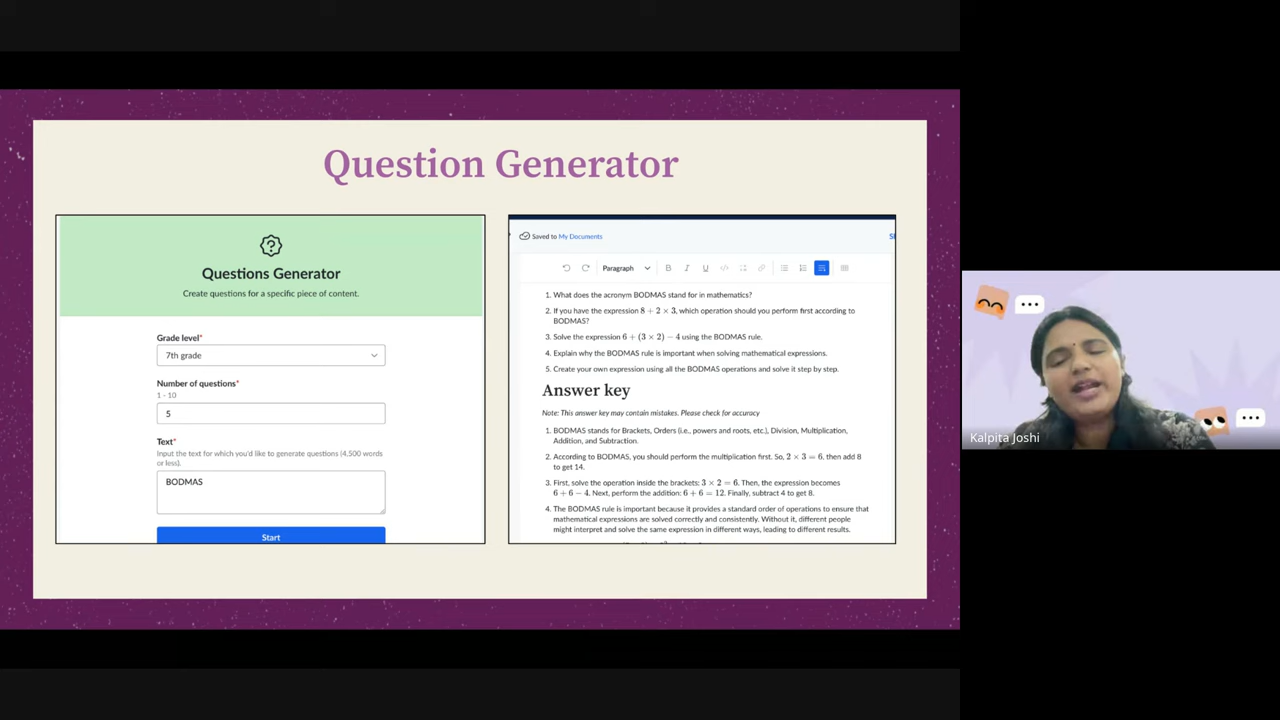 Question Generator
Questions Generator
Create questions for a specific piece of content.
Grade level*
7th grade
Number of questions*
1 - 10
5
Text*
Input the text for which you'd like to generate questions (4,500 words
or less).
BODMAS
Start
Saved to My Documents
Paragraph
B I U
1. What does the acronym BODMAS stand for in mathematics?
2. If you have the expression 8 + 2 × 3, which operation should you perform first according to
BODMAS?
3. Solve the expression 6 + (3 × 2) − 4 using the BODMAS rule.
4. Explain why the BODMAS rule is important when solving mathematical expressions.
5. Create your own expression using all the BODMAS operations and solve it step by step.
Answer key
Note: This answer key may contain mistakes. Please check for accuracy
1. BODMAS stands for Brackets, Orders (i.e., powers and roots, etc.), Division, Multiplication,
Addition, and Subtraction.
2. According to BODMAS, you should perform the multiplication first. So, 2 × 3 = 6, then add 8
to get 14.
3. First, solve the operation inside the brackets: 3 × 2 = 6. Then, the expression becomes
6 + 6 − 4. Next, perform the addition: 6 + 6 = 12. Finally, subtract 4 to get 8.
4. The BODMAS rule is important because it provides a standard order of operations to ensure that
mathematical expressions are solved correctly and consistently. Without it, different people
might interpret and solve the same expression in different ways, leading to different results.
Kalpita Joshi